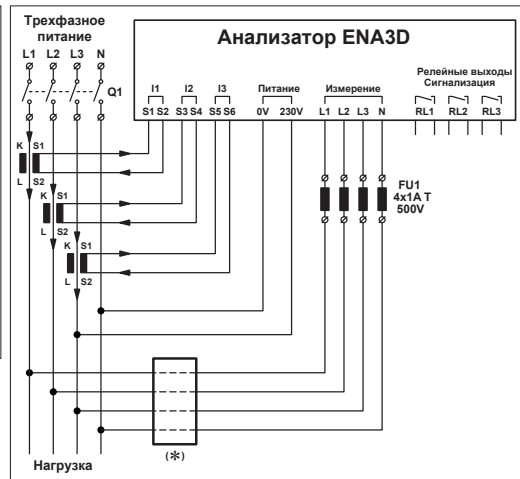 Трехфазное
питание
L1 L2 L3 N
Q1
Анализатор ENA3D
Релейные выходы
Сигнализация
I1 I2 I3 Питание Измерение
S1 S2 S3 S4 S5 S6 0V 230V L1 L2 L3 N RL1 RL2 RL3
K S1
L S2
K S1
L S2
K S1
L S2
FU1
4x1A T
500V
(*)
Нагрузка